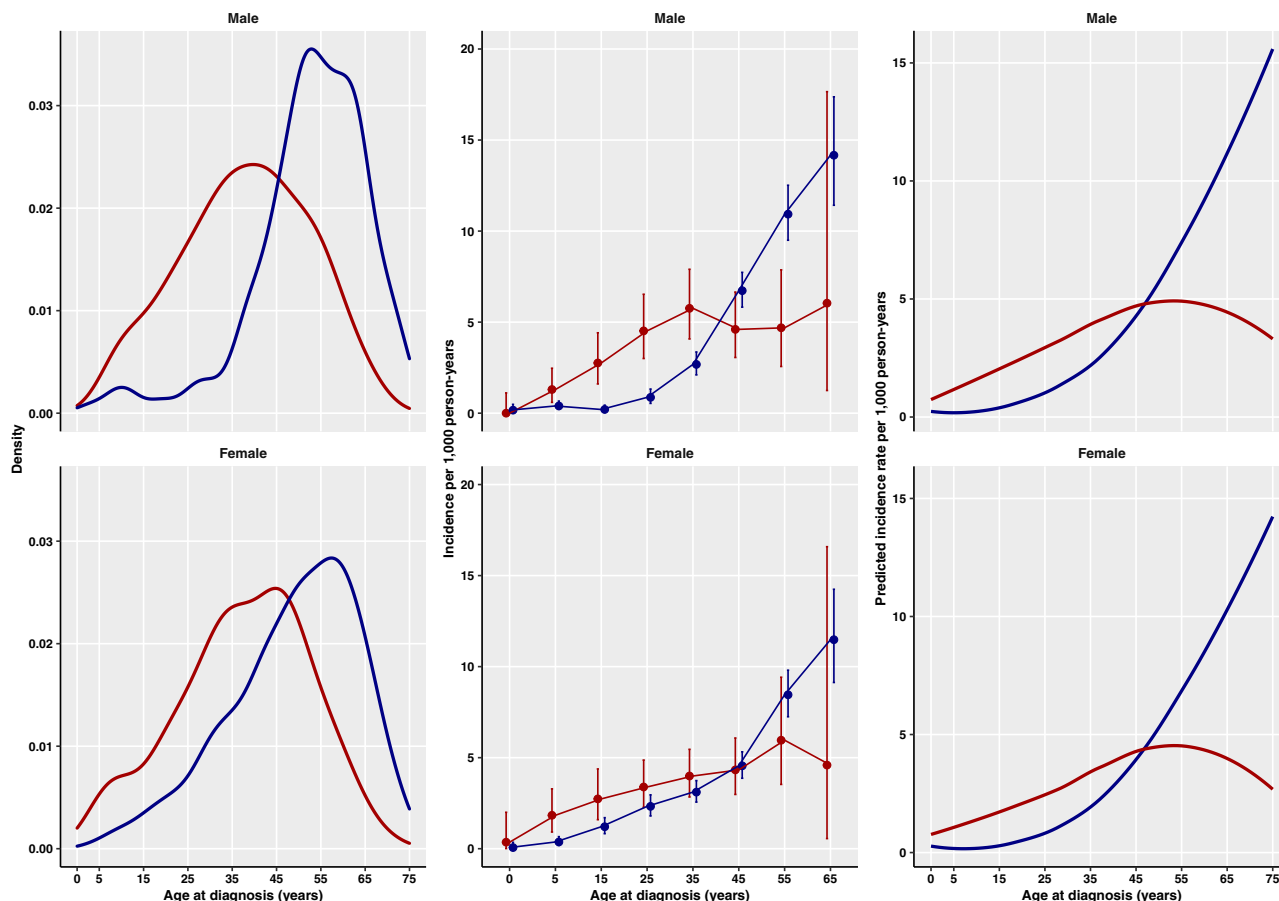 Male
Male
Male
0.03
0.02
0.01
0.00
20
15
10
5
0
15
10
5
0
Density
Incidence per 1,000 person-years
Predicted incidence rate per 1,000 person-years
Female
Female
Female
0.03
0.02
0.01
0.00
20
15
10
5
0
15
10
5
0
0 5 15 25 35 45 55 65 75
0 5 15 25 35 45 55 65
0 5 15 25 35 45 55 65 75
Age at diagnosis (years)
Age at diagnosis (years)
Age at diagnosis (years)